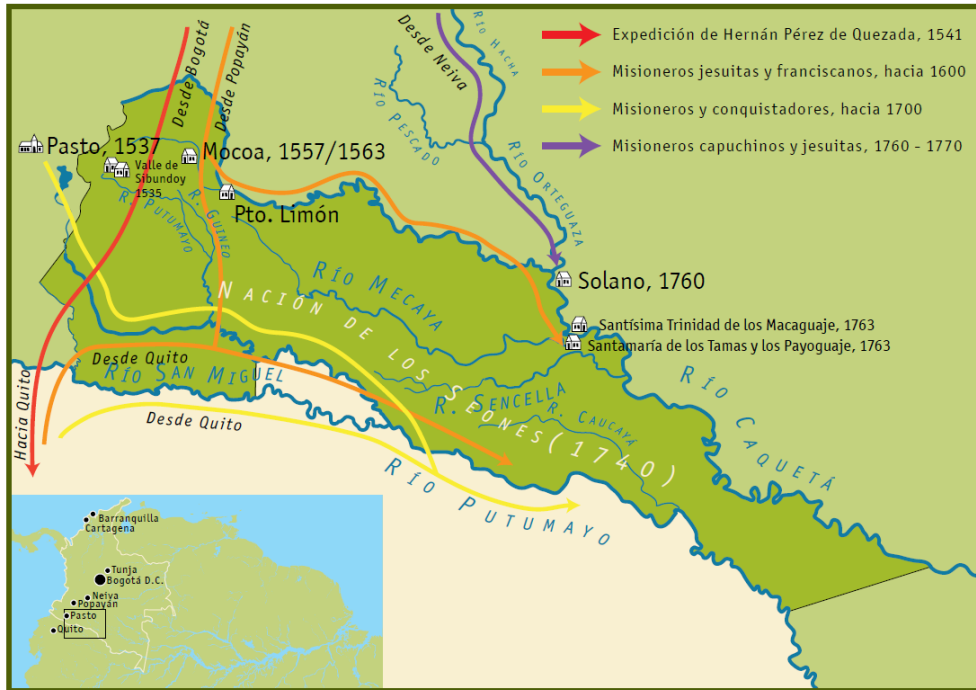 Expedición de Hernán Pérez de Quezada, 1541
Misioneros jesuitas y franciscanos, hacia 1600
Misioneros y conquistadores, hacia 1700
Misioneros capuchinos y jesuitas, 1760 - 1770
Desde Bogotá
Desde Popayán
Desde Neiva
Río Hacha
Río Pescado
Río Orteguaza
Pasto, 1537
Valle de
Sibundoy
1535
Mocoa, 1557/1563
Pto. Limón
R. Putumayo
R. Guineo
Río Mecaya
Nación de los Seones (1740)
Solano, 1760
Santísima Trinidad de los Macaguaje, 1763
Santamaría de los Tamas y los Payoguaje, 1763
Desde Quito
Río San Miguel
Hacia Quito
Desde Quito
R. Sencella
R. Caucaya
Río Caquetá
Río Putumayo
Barranquilla
Cartagena
Tunja
Bogotá D.C.
Neiva
Popayán
Pasto
Quito